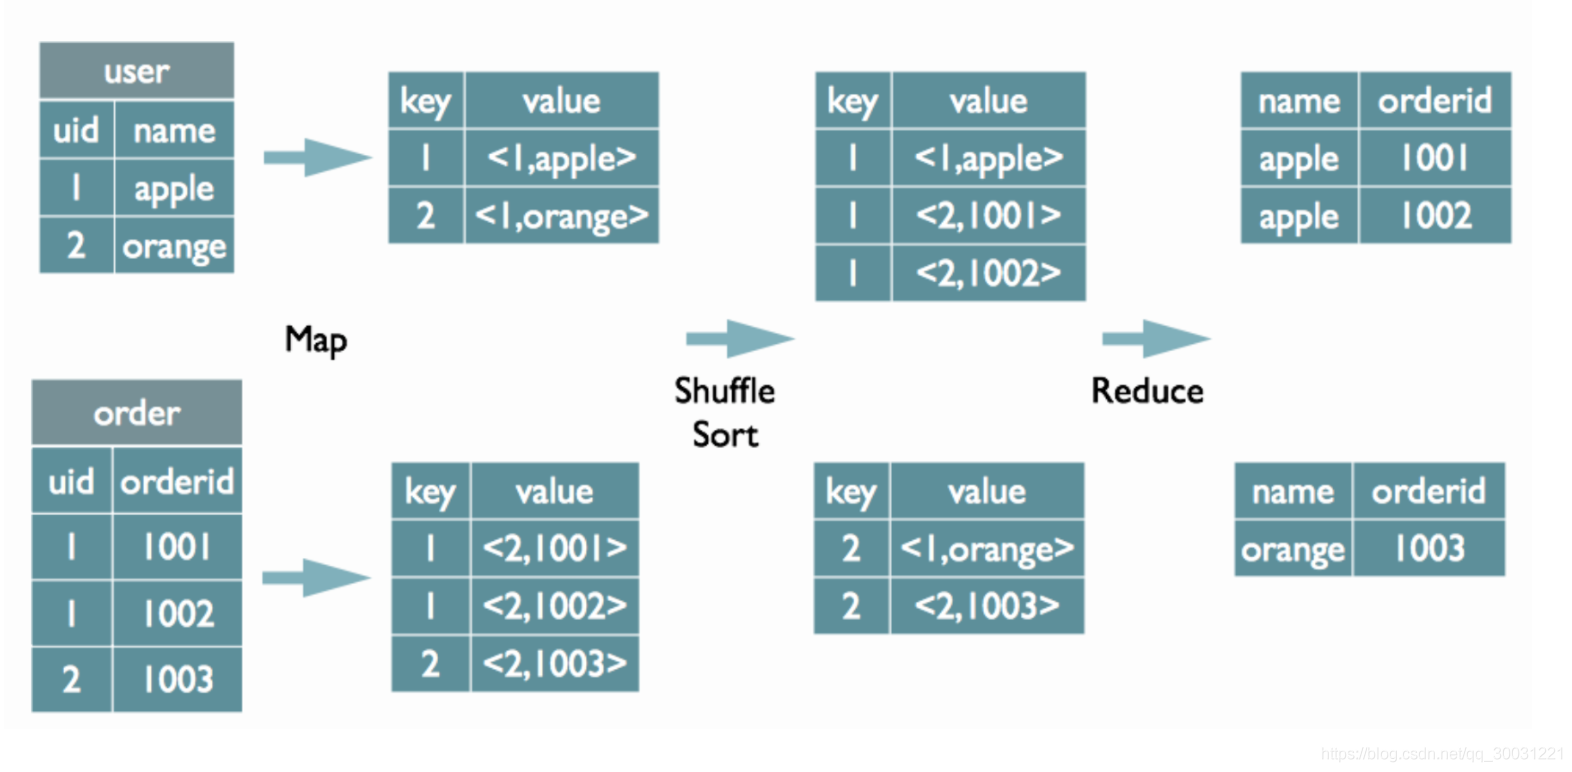 user
uid name
1 apple
2 orange
key value
1 <1,apple>
2 <1,orange>
key value
1 <1,apple>
1 <2,1001>
1 <2,1002>
name orderid
apple 1001
apple 1002
Map
Shuffle
Sort
Reduce
order
uid orderid
1 1001
1 1002
2 1003
key value
1 <2,1001>
1 <2,1002>
2 <2,1003>
key value
2 <1,orange>
2 <2,1003>
name orderid
orange 1003
https://blog.csdn.net/qq_30031221